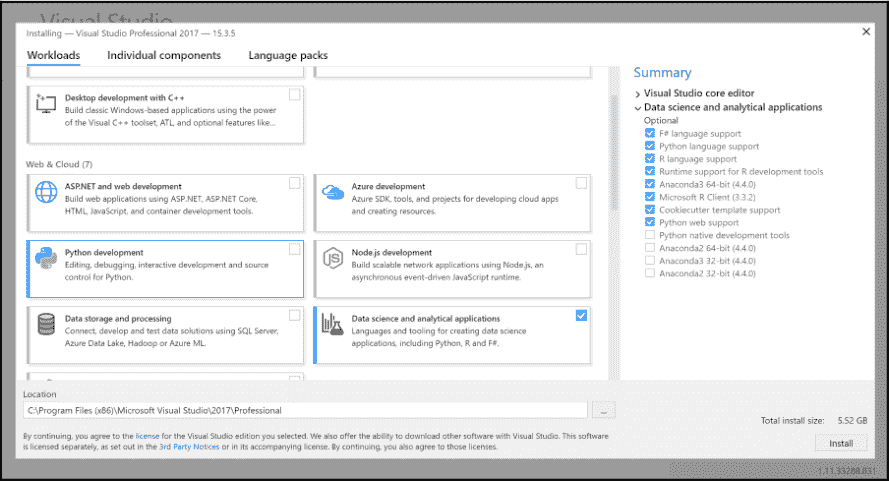 Visual Studio
Installing — Visual Studio Professional 2017 — 15.3.5
Workloads Individual components Language packs
Desktop development with C++
Build classic Windows-based applications using the power
of the Visual C++ toolset, ATL, and optional features like...
Web & Cloud (7)
ASP.NET and web development
Build web applications using ASP.NET, ASP.NET Core,
HTML, JavaScript, and container development tools.
Azure development
Azure SDK, tools, and projects for developing cloud apps
and creating resources.
Python development
Editing, debugging, interactive development and source
control for Python.
Node.js development
Build scalable network applications using Node.js, an
asynchronous event-driven JavaScript runtime.
Data storage and processing
Connect, develop and test data solutions using SQL Server,
Azure Data Lake, Hadoop or Azure ML.
Data science and analytical applications
Languages and tooling for creating data science
applications, including Python, R and F#.
Summary
Visual Studio core editor
Data science and analytical applications
Optional
F# language support
Python language support
R language support
Runtime support for R development tools
Anaconda3 64-bit (4.4.0)
Microsoft R Client (3.3.2)
Cookiecutter template support
Python web support
Python native development tools
Anaconda2 64-bit (4.4.0)
Anaconda3 32-bit (4.4.0)
Anaconda2 32-bit (4.4.0)
Location
C:\Program Files (x86)\Microsoft Visual Studio\2017\Professional
...
By continuing, you agree to the license for the Visual Studio edition you selected. We also offer the ability to download other software with Visual Studio. This software
is licensed separately, as set out in the 3rd Party Notices or in its accompanying license. By continuing, you also agree to those licenses.
Total install size: 5.52 GB
Install
1.11.33288.831